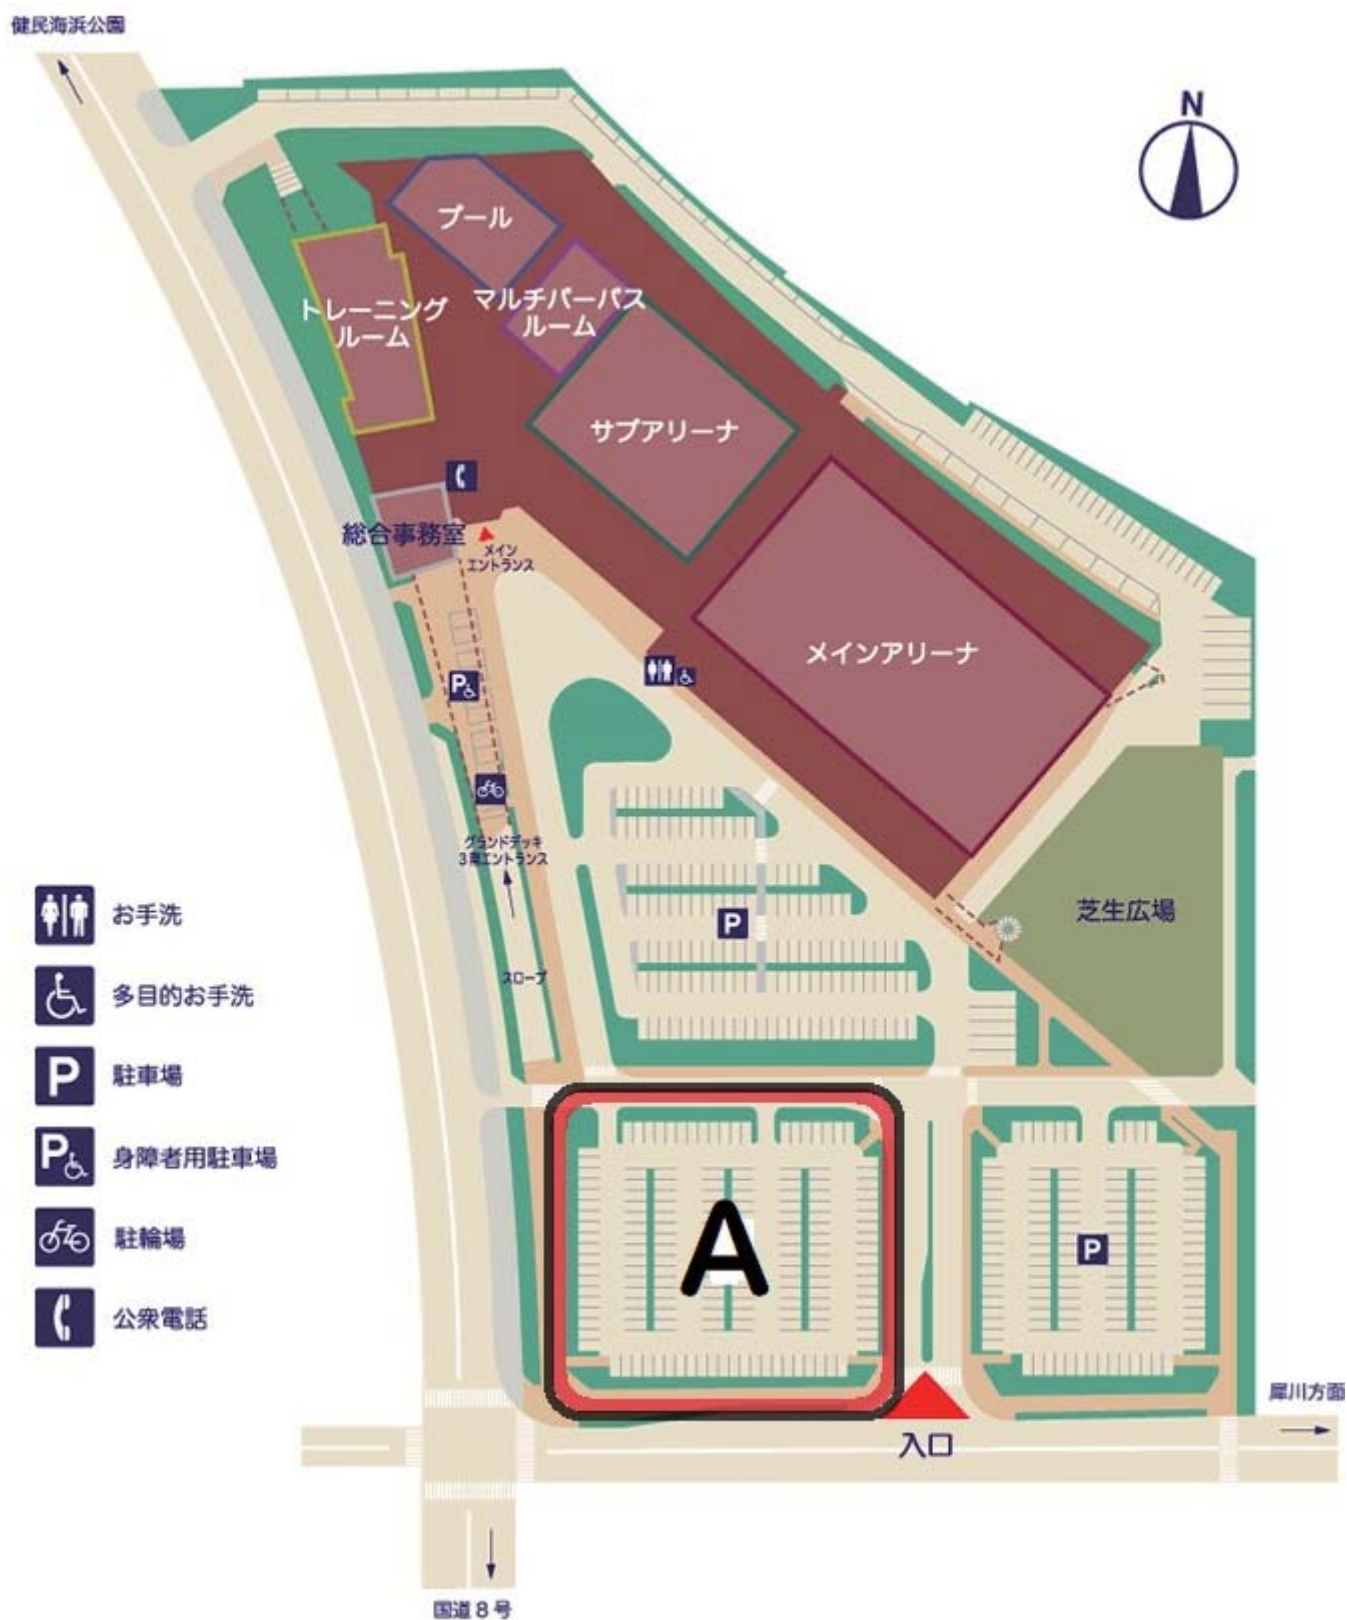 健民海浜公園
N
プール
トレーニング
ルーム
マルチパーパス
ルーム
サブアリーナ
総合事務室
メイン
エントランス
メインアリーナ
P
グランドデッキ
3階エントランス
スロープ
P
芝生広場
お手洗
多目的お手洗
P
駐車場
P
身障者用駐車場
駐輪場
公衆電話
A
P
入口
犀川方面
国道8号